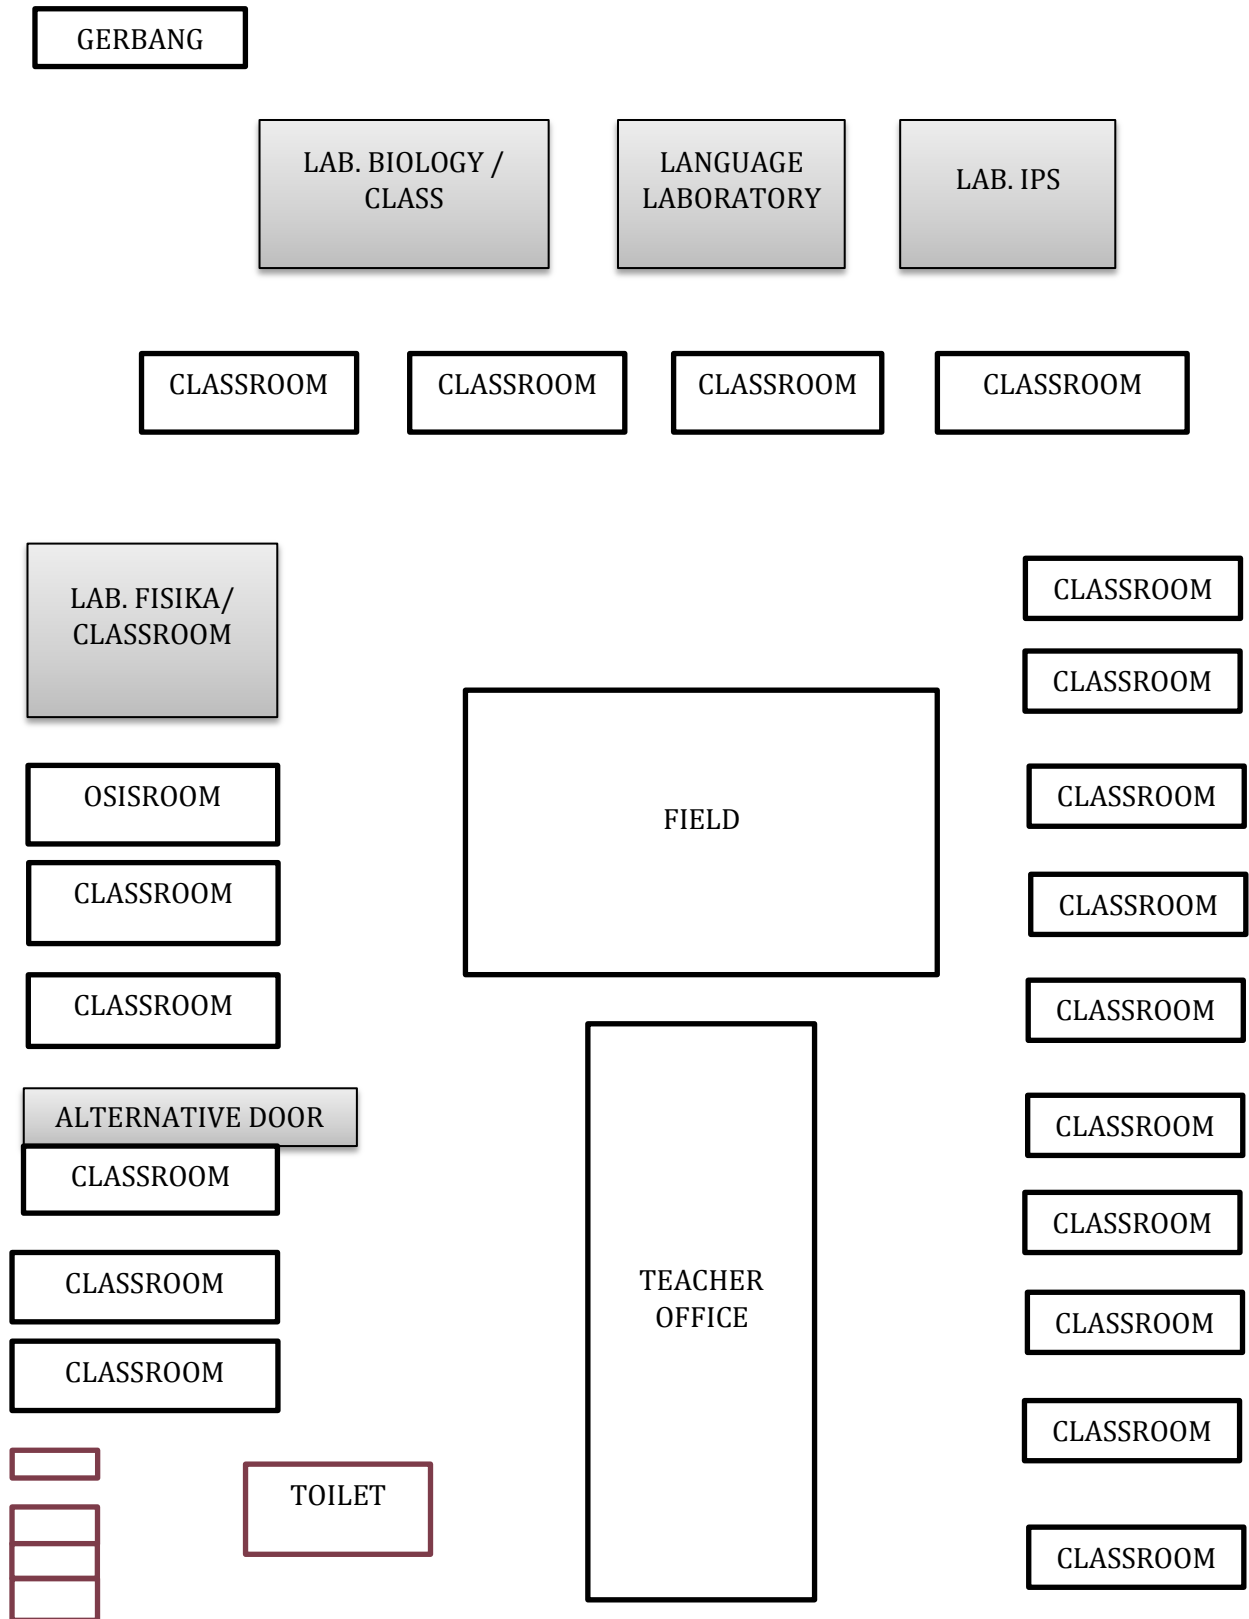 GERBANG
LAB. BIOLOGY /
CLASS
LANGUAGE
LABORATORY
LAB. IPS
CLASSROOM
CLASSROOM
CLASSROOM
CLASSROOM
LAB. FISIKA/
CLASSROOM
OSISROOM
CLASSROOM
CLASSROOM
ALTERNATIVE DOOR
CLASSROOM
CLASSROOM
CLASSROOM
TOILET
FIELD
TEACHER
OFFICE
CLASSROOM
CLASSROOM
CLASSROOM
CLASSROOM
CLASSROOM
CLASSROOM
CLASSROOM
CLASSROOM
CLASSROOM
CLASSROOM